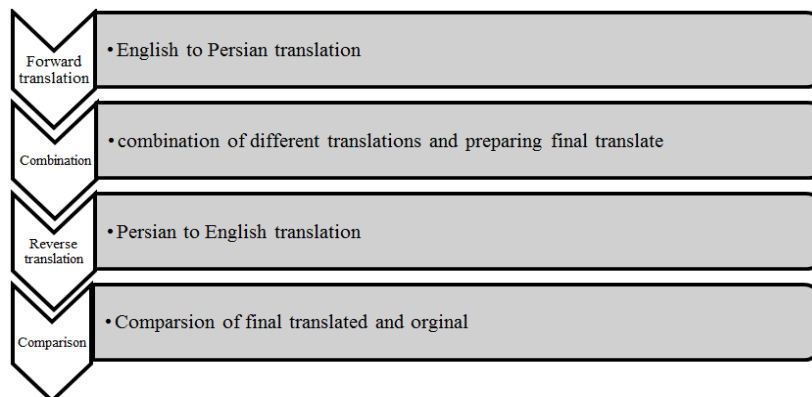 Forward
translation
•English to Persian translation
Combination
•combination of different translations and preparing final translate
Reverse
translation
•Persian to English translation
Comparison
•Comparsion of final translated and orginal